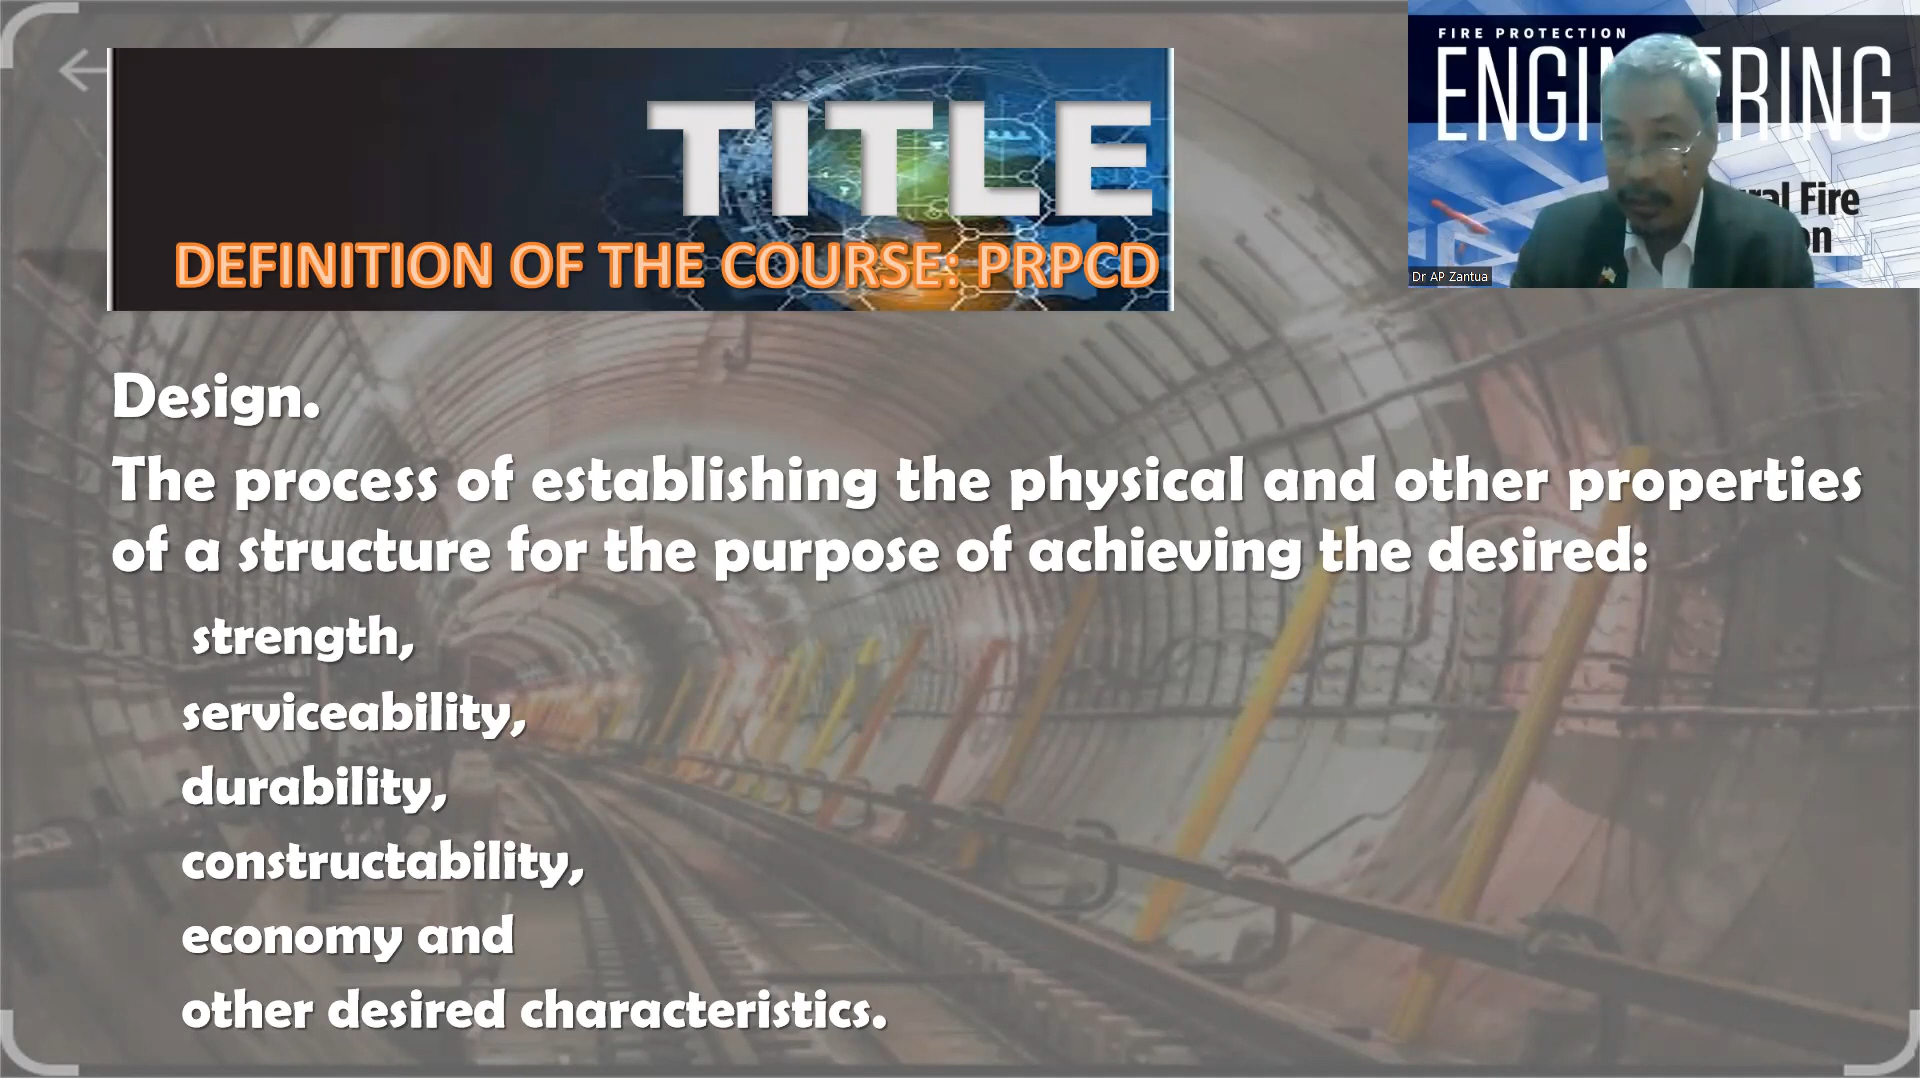 TITLE
DEFINITION OF THE COURSE: PRPCD
FIRE PROTECTION
ENGINEERING
Fire
Dr AP Zantua
Design.
The process of establishing the physical and other properties
of a structure for the purpose of achieving the desired:
strength,
serviceability,
durability,
constructability,
economy and
other desired characteristics.